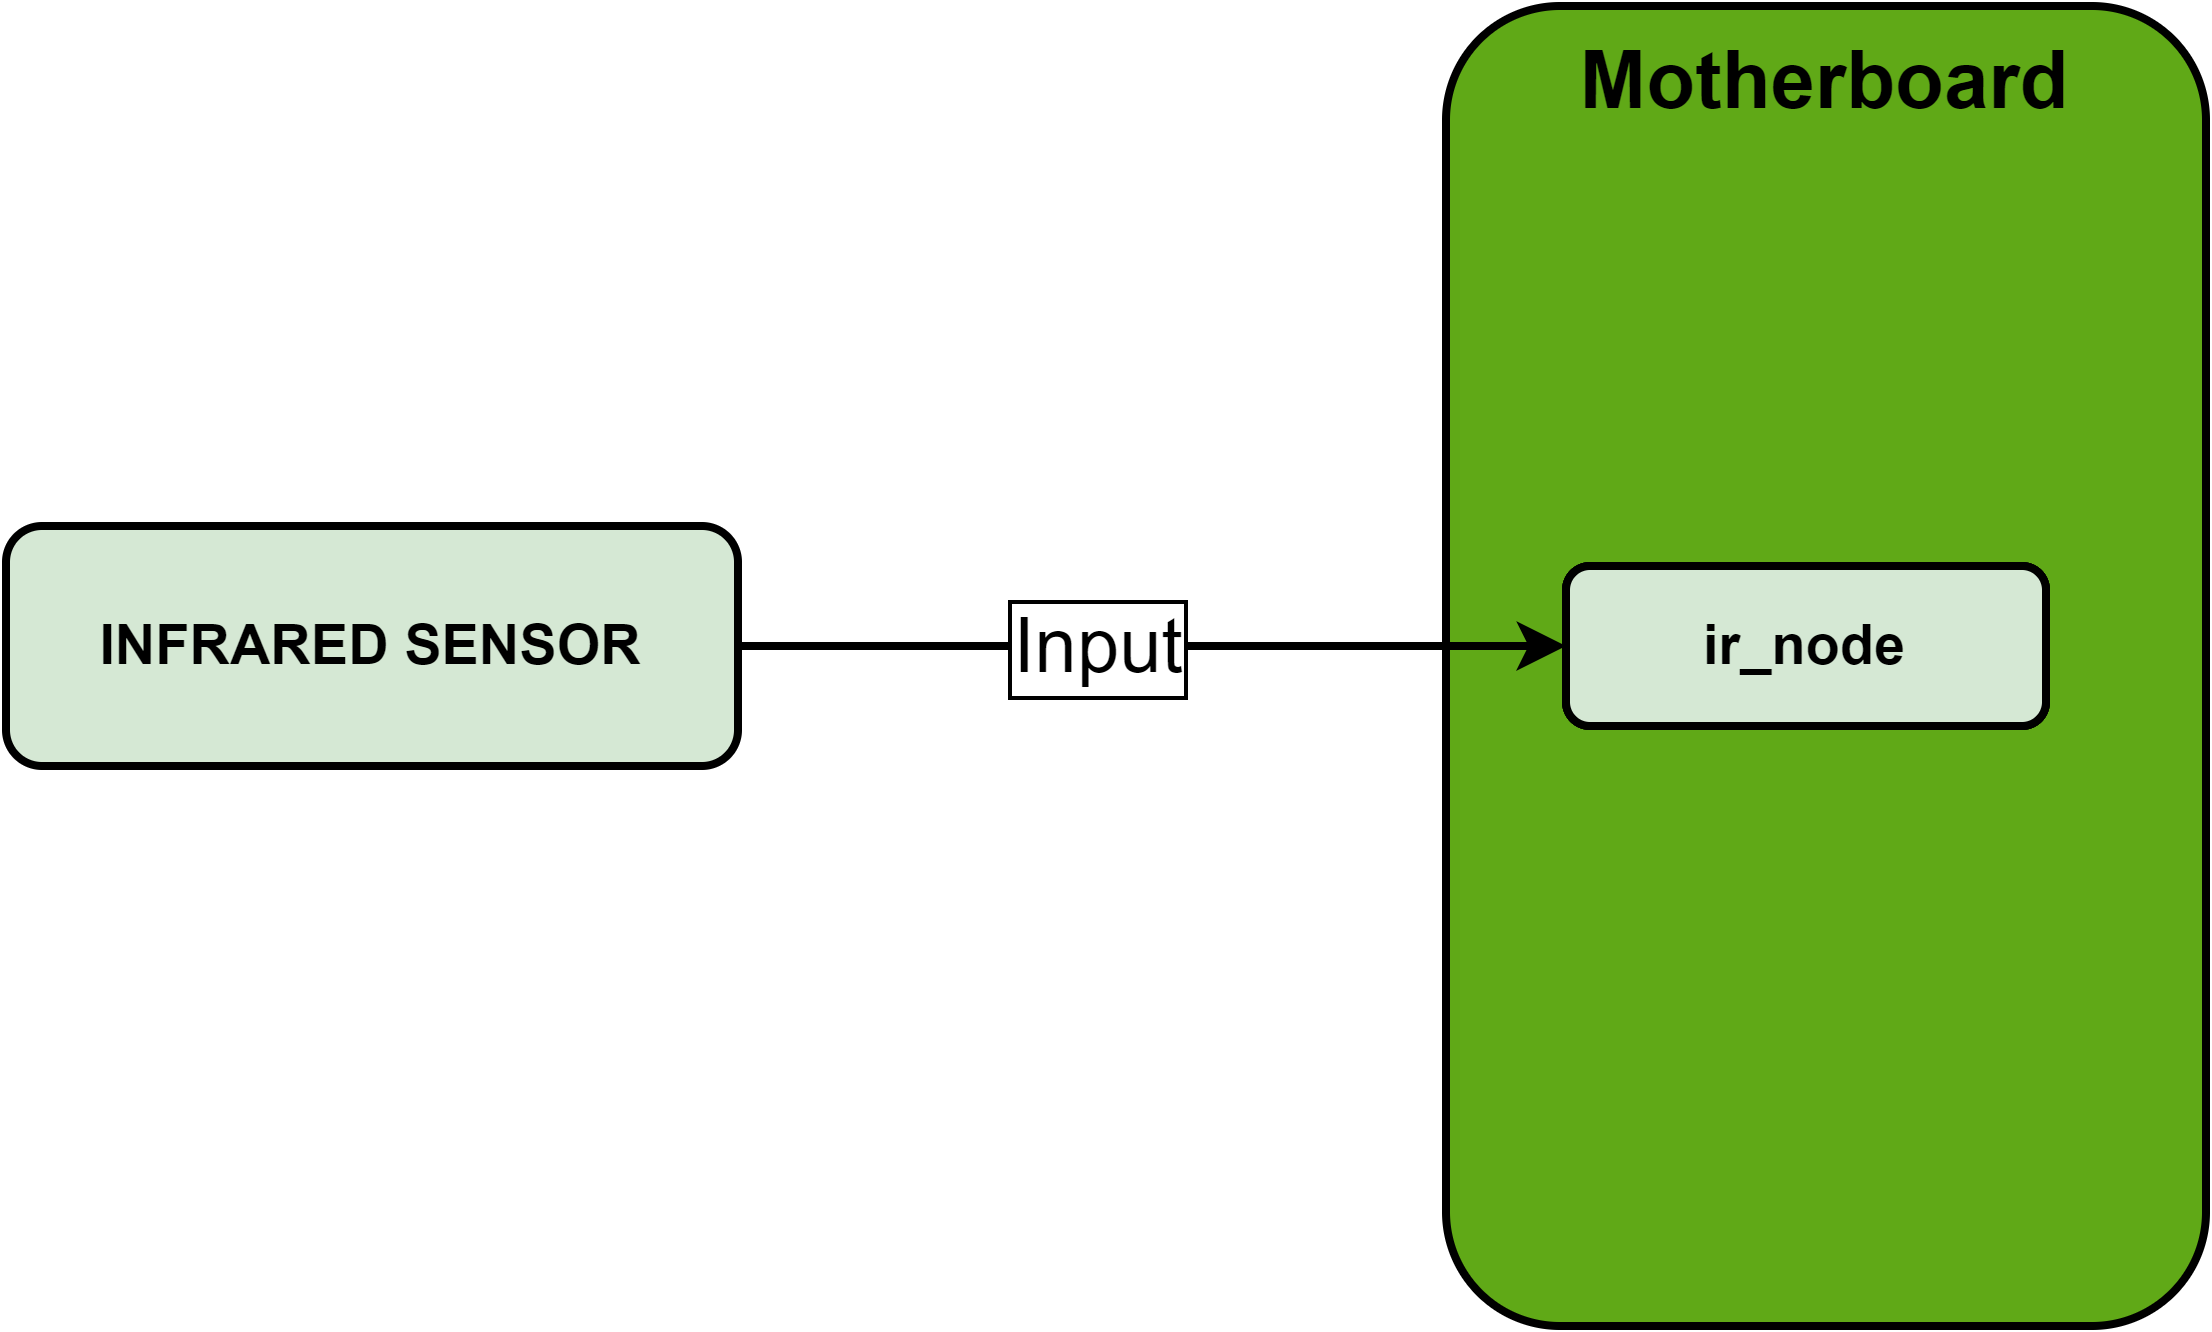 Motherboard
INFRARED SENSOR
Input
ir_node